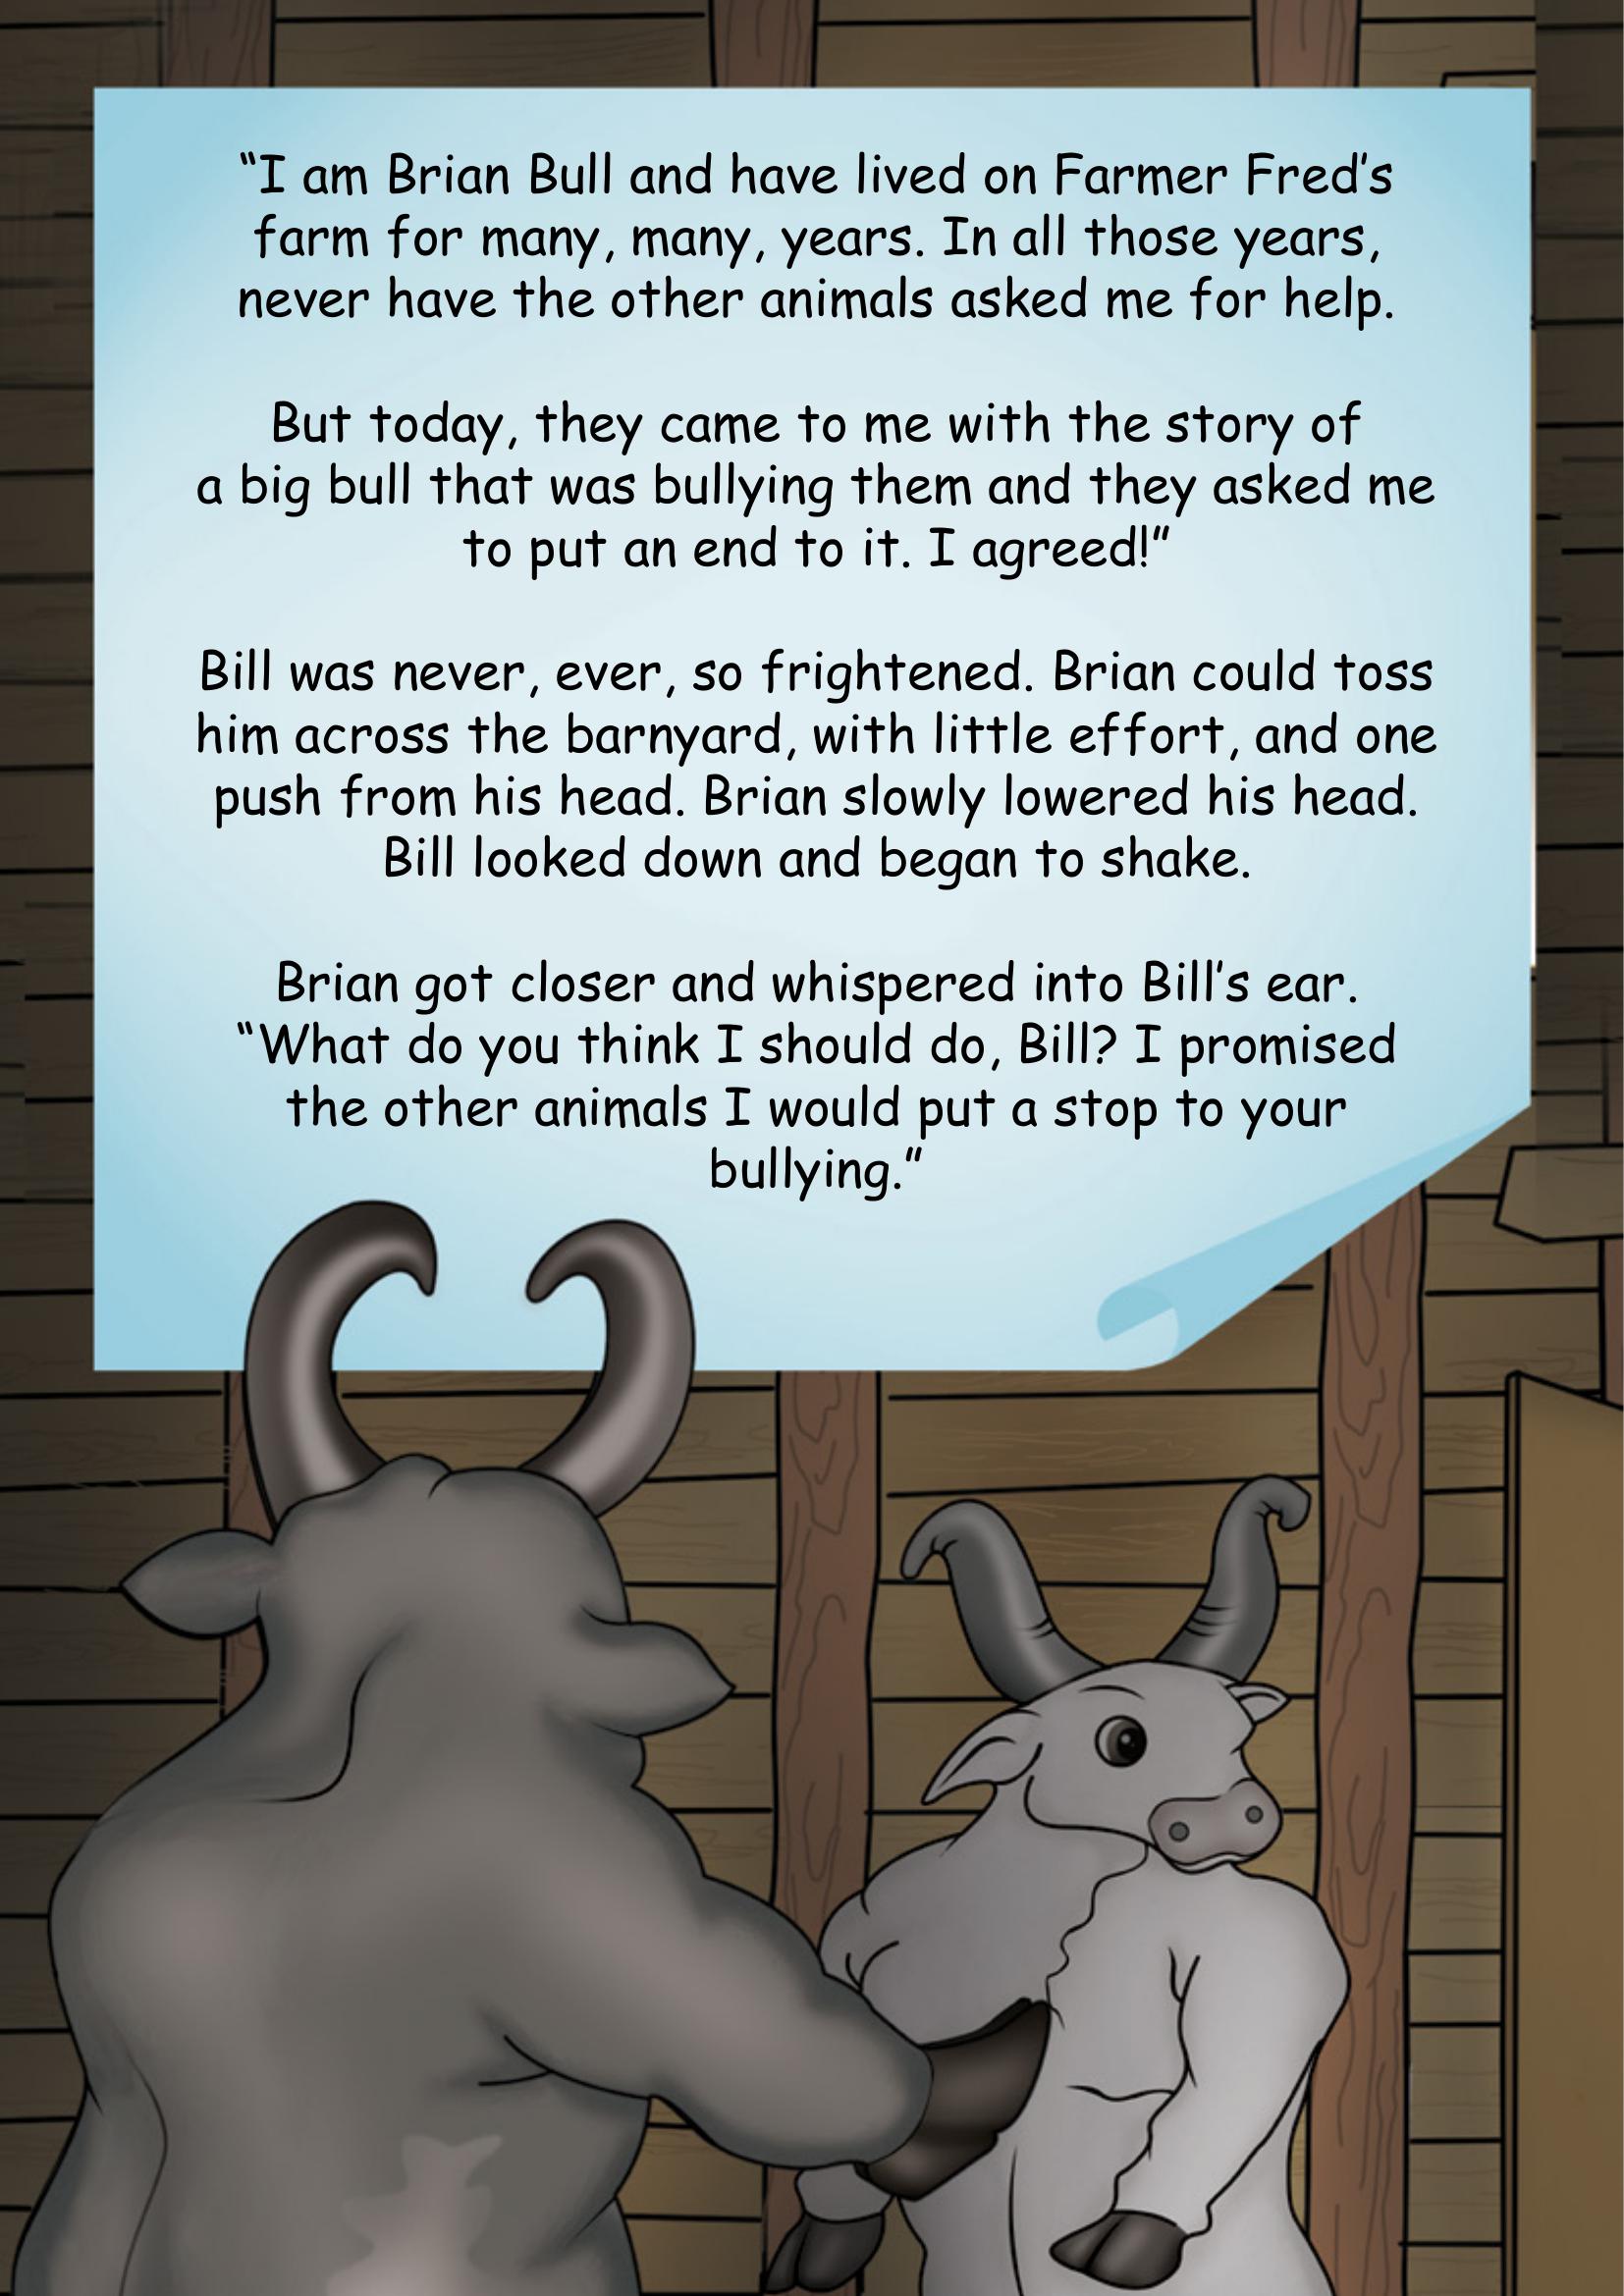 “I am Brian Bull and have lived on Farmer Fred’s
farm for many, many, years. In all those years,
never have the other animals asked me for help.
But today, they came to me with the story of
a big bull that was bullying them and they asked me
to put an end to it. I agreed!”
Bill was never, ever, so frightened. Brian could toss
him across the barnyard, with little effort, and one
push from his head. Brian slowly lowered his head.
Bill looked down and began to shake.
Brian got closer and whispered into Bill’s ear.
“What do you think I should do, Bill? I promised
the other animals I would put a stop to your
bullying.”